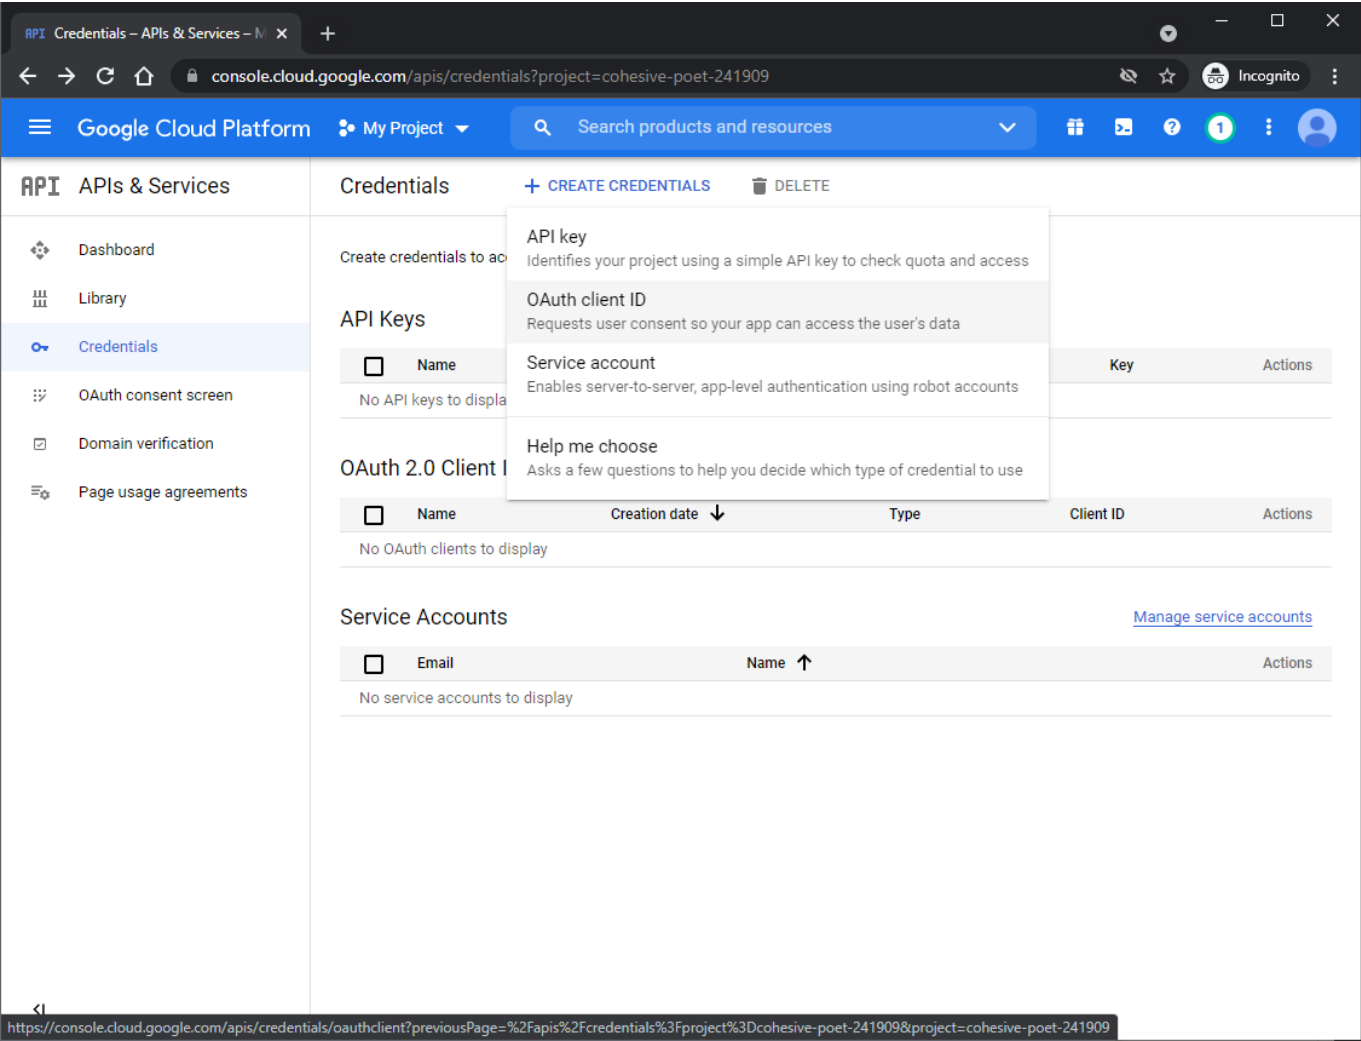 API Credentials – APIs & Services – M
console.cloud.google.com/apis/credentials?project=cohesive-poet-241909
Incognito
Google Cloud Platform
My Project
Search products and resources
1
API APIs & Services
Credentials
CREATE CREDENTIALS
DELETE
Dashboard
Library
Credentials
OAuth consent screen
Domain verification
Page usage agreements
Create credentials to ac
API key
Identifies your project using a simple API key to check quota and access
OAuth client ID
Requests user consent so your app can access the user's data
Service account
Enables server-to-server, app-level authentication using robot accounts
Help me choose
Asks a few questions to help you decide which type of credential to use
API Keys
Name Key Actions
No API keys to displa
OAuth 2.0 Client I
Name Creation date Type Client ID Actions
No OAuth clients to display
Service Accounts
Manage service accounts
Email Name Actions
No service accounts to display
https://console.cloud.google.com/apis/credentials/oauthclient?previousPage=%2Fapis%2Fcredentials%3Fproject%3Dcohesive-poet-241909&project=cohesive-poet-241909